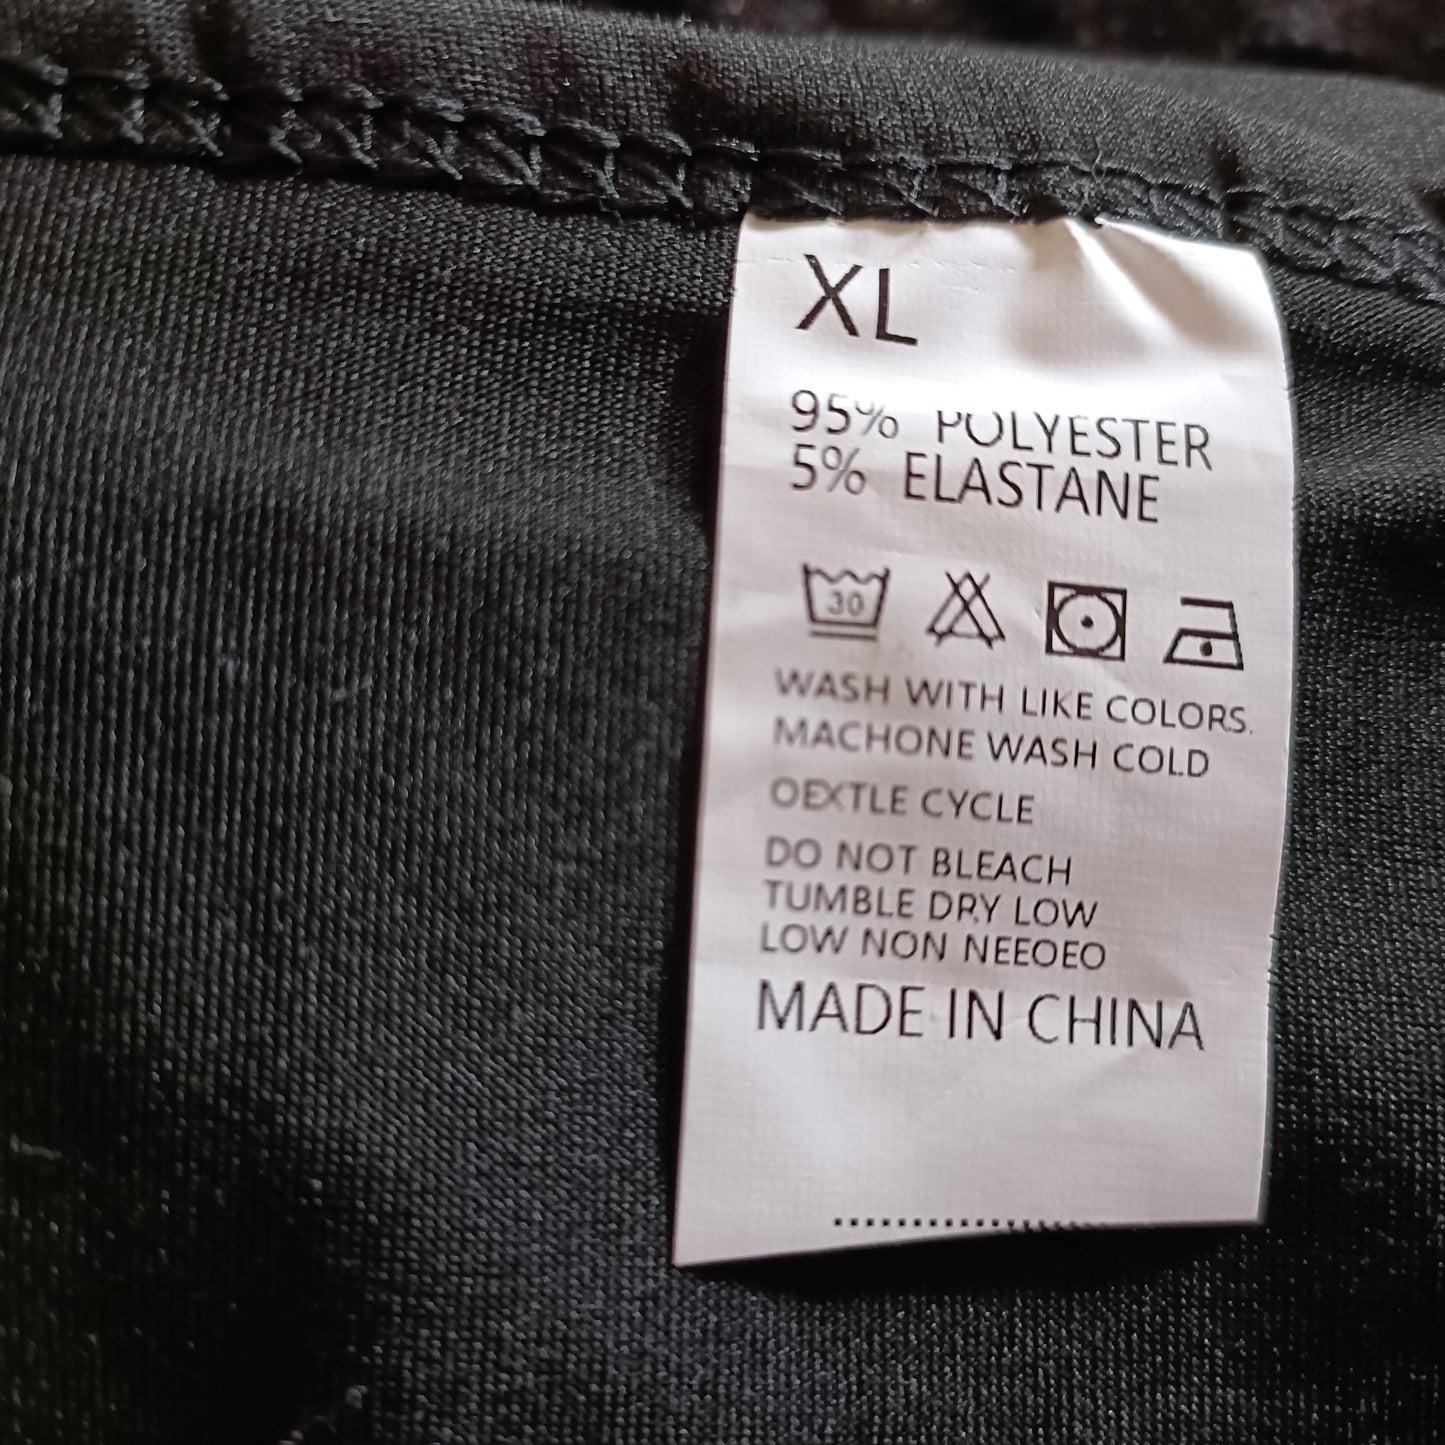 XL
95% POLYESTER
5% ELASTANE
30
WASH WITH LIKE COLORS.
MACHONE WASH COLD
OEXTLE CYCLE
DO NOT BLEACH
TUMBLE DRY LOW
LOW NON NEEOEO
MADE IN CHINA